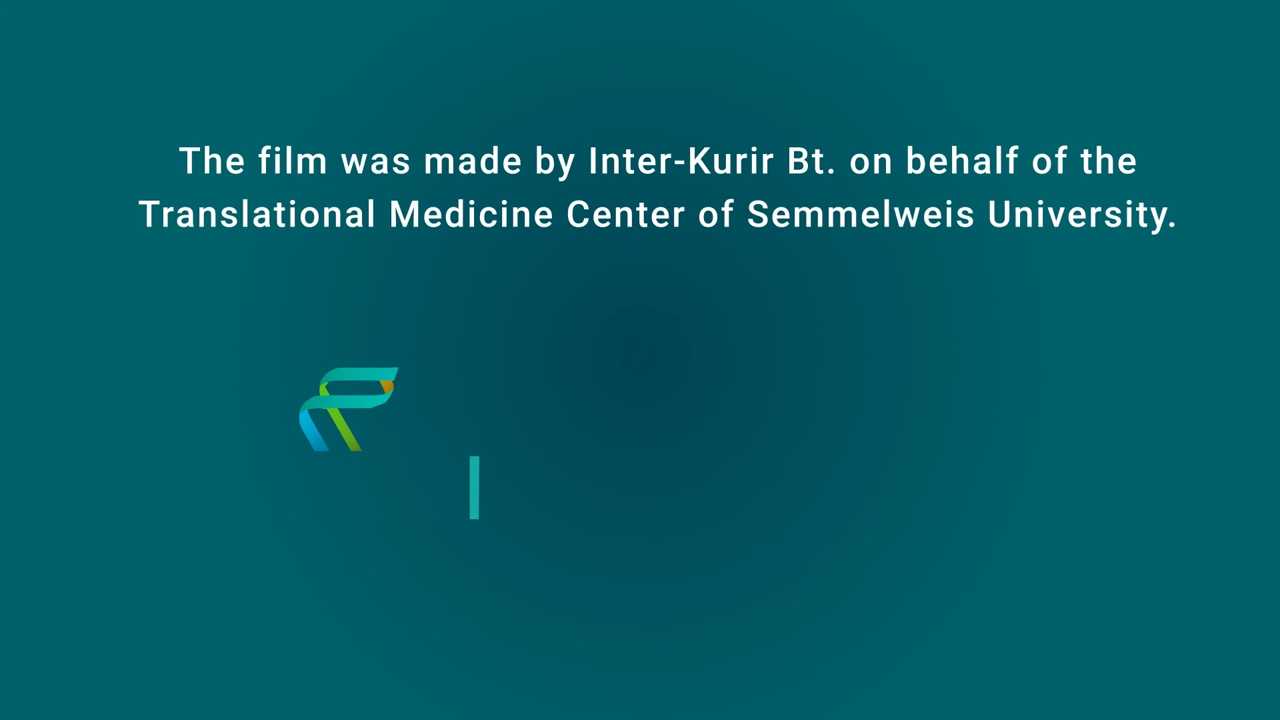 The film was made by Inter-Kurir Bt. on behalf of the
Translational Medicine Center of Semmelweis University.